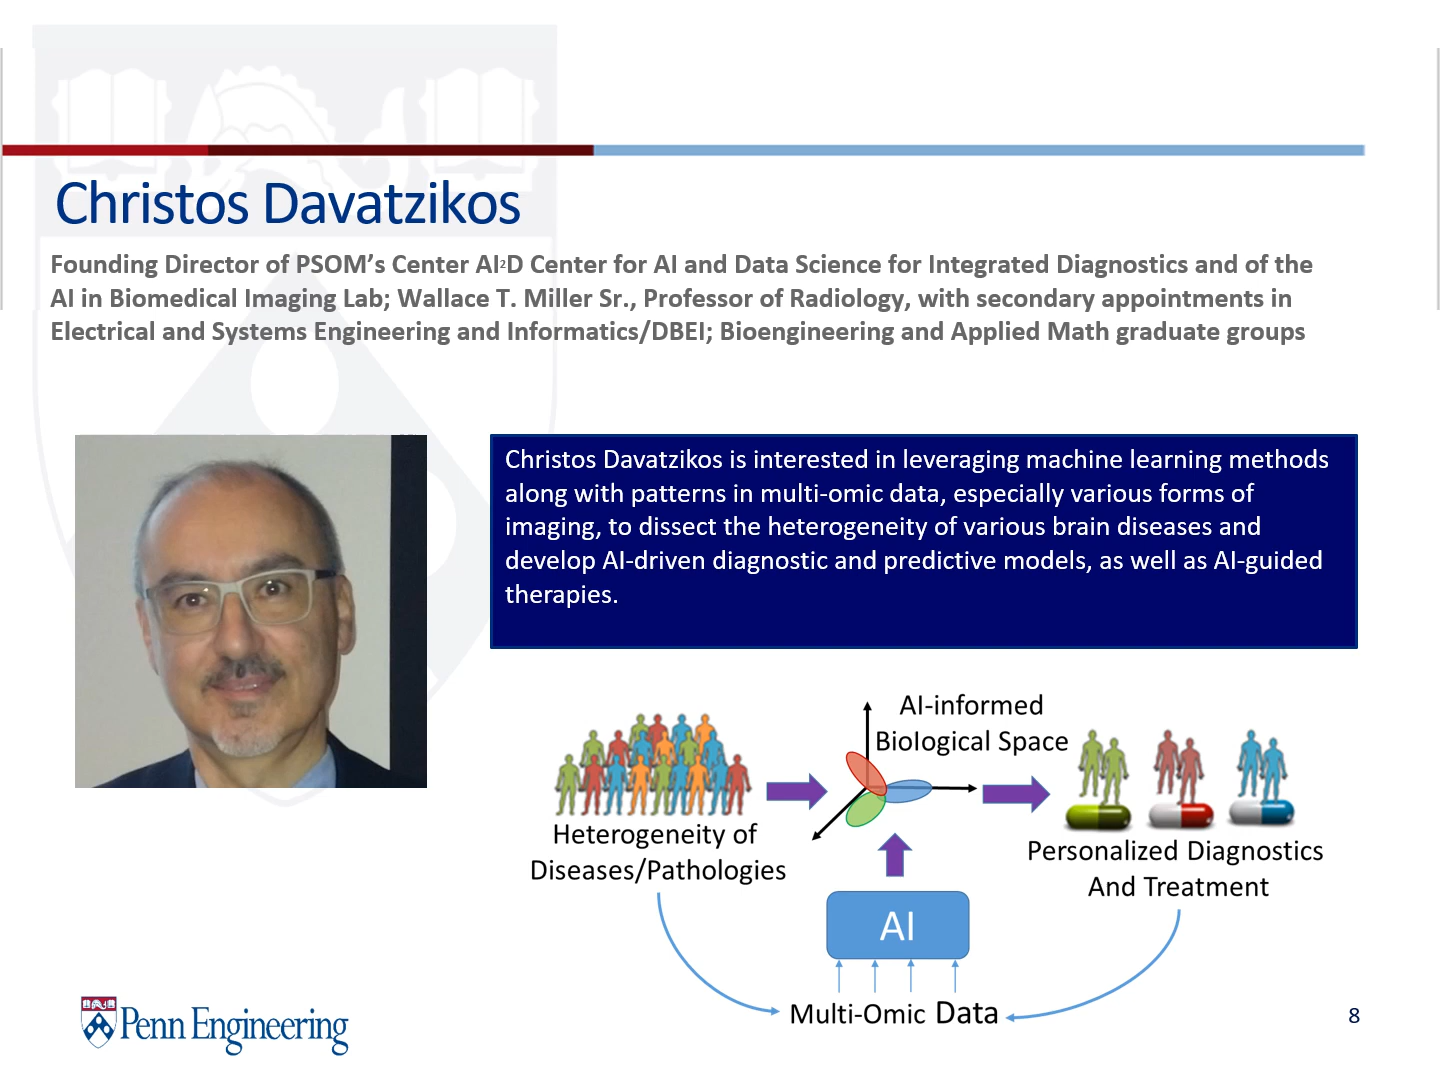 Christos Davatzikos
Founding Director of PSOM’s Center AI²D Center for AI and Data Science for Integrated Diagnostics and of the
AI in Biomedical Imaging Lab; Wallace T. Miller Sr., Professor of Radiology, with secondary appointments in
Electrical and Systems Engineering and Informatics/DBEI; Bioengineering and Applied Math graduate groups
Christos Davatzikos is interested in leveraging machine learning methods
along with patterns in multi-omic data, especially various forms of
imaging, to dissect the heterogeneity of various brain diseases and
develop AI-driven diagnostic and predictive models, as well as AI-guided
therapies.
AI-informed
Biological Space
Heterogeneity of
Diseases/Pathologies
Personalized Diagnostics
And Treatment
AI
Multi-Omic Data
Penn Engineering
8